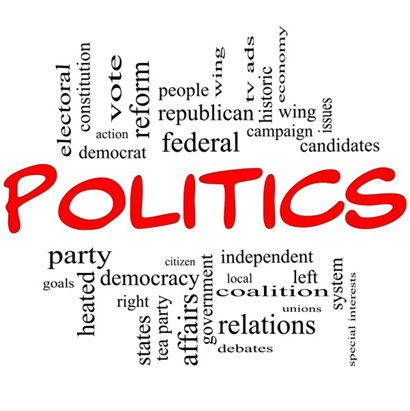 electoral
constitution
vote
reform
action
democrat
people
wing
tv ads
historic
economy
republican
wing
issues
federal
campaign
candidates
POLITICS
party
citizen
independent
goals
heated
democracy
government
local
left
system
special interests
right
coalition
states
tea party
affairs
unions
relations
debates